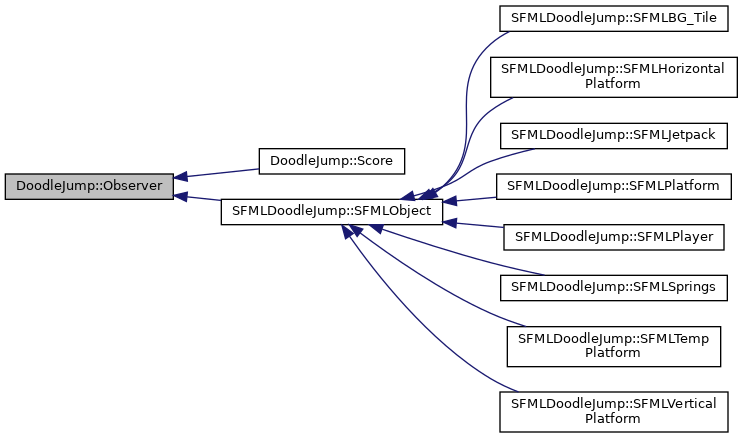 DoodleJump::Observer
DoodleJump::Score
SFMLDoodleJump::SFMLObject
SFMLDoodleJump::SFMLBG_Tile
SFMLDoodleJump::SFMLHorizontal
Platform
SFMLDoodleJump::SFMLJetpack
SFMLDoodleJump::SFMLPlatform
SFMLDoodleJump::SFMLPlayer
SFMLDoodleJump::SFMLSprings
SFMLDoodleJump::SFMLTemp
Platform
SFMLDoodleJump::SFMLVertical
Platform